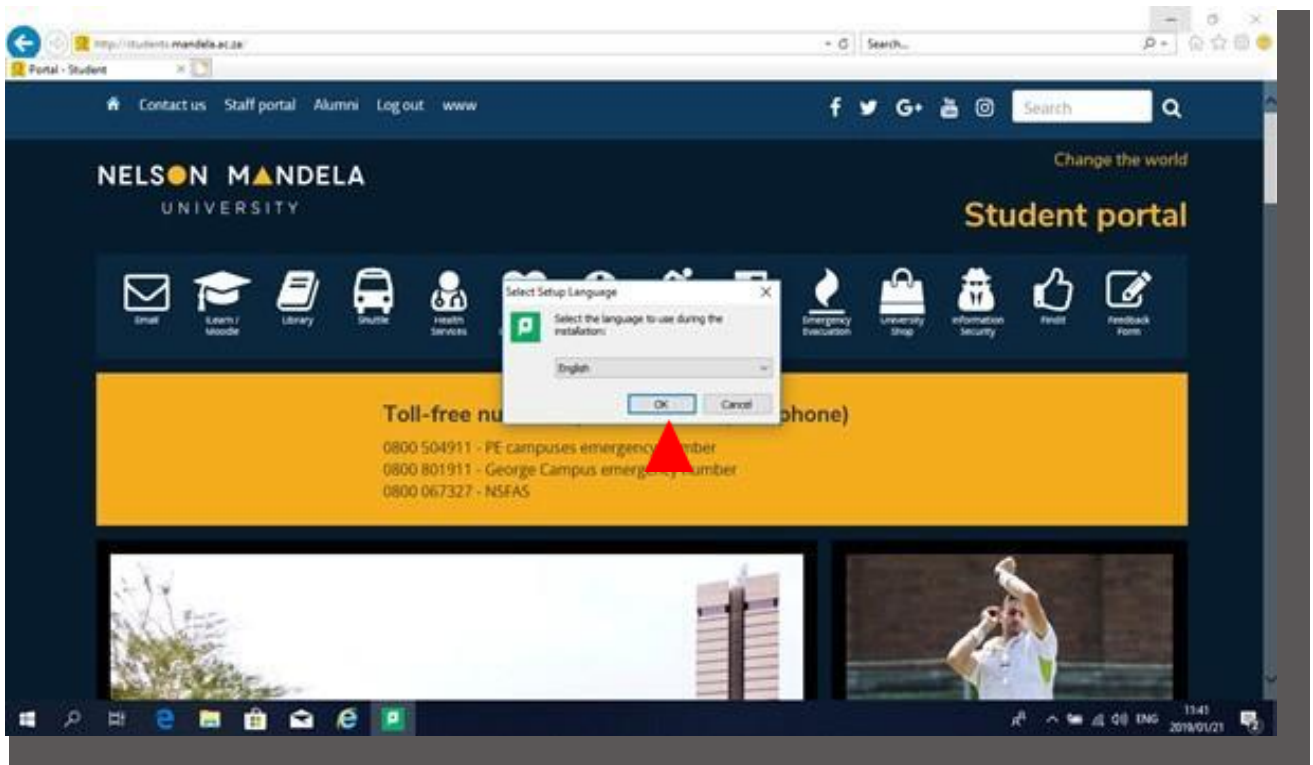 http://students.mandela.ac.za/
Search...
Portal - Student
Contact us Staff portal Alumni Log out www
f G+ You Tube Search
Change the world
NELSON MANDELA
UNIVERSITY
Student portal
Email
iLearn / Moodle
Library
Shuttle
Health Services
Emergency Evacuation
University Shop
Information Security
Findit
Feedback Form
Select Setup Language
Select the language to use during the
installation:
English
OK Cancel
Toll-free nu
phone)
0800 504911 - PE campuses emergency number
0800 801911 - George Campus emergency number
0800 067327 - NSFAS
ENG
11:41
2019/01/21
2